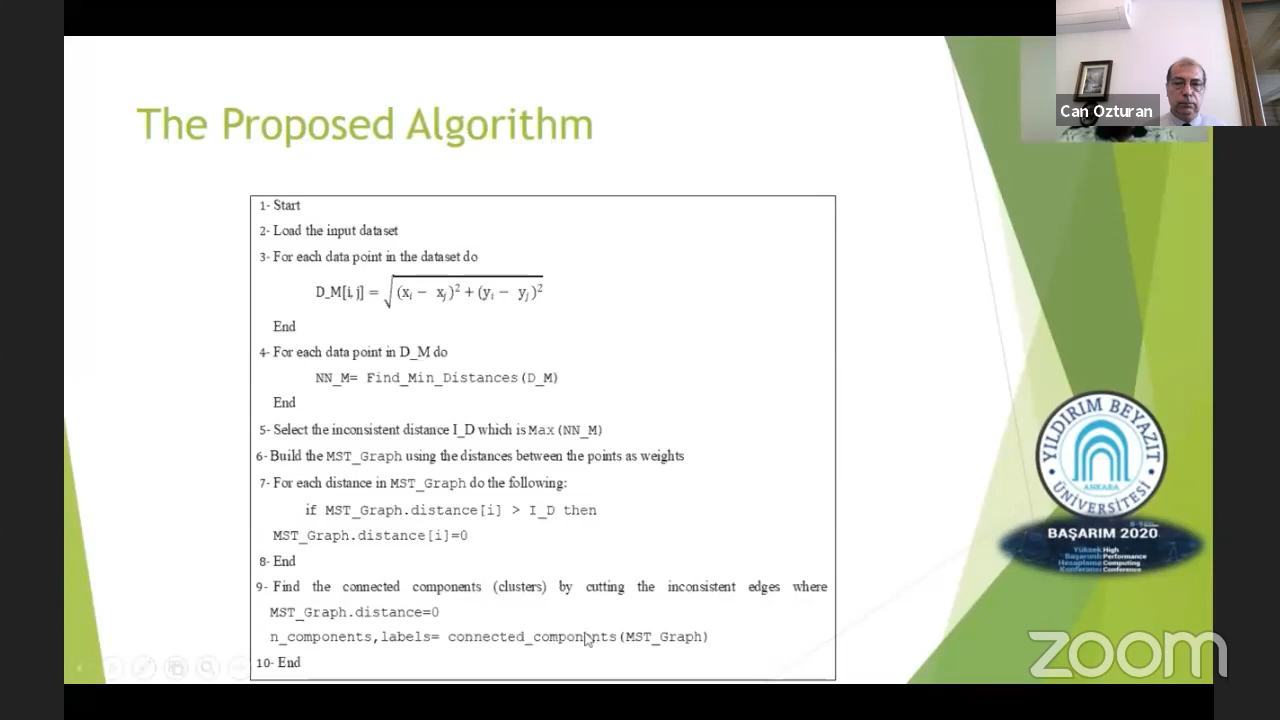 The Proposed Algorithm
Can Ozturan
1- Start
2- Load the input dataset
3- For each data point in the dataset do
D_M[i,j] = √(xᵢ − xⱼ)² + (yᵢ − yⱼ)²
End
4- For each data point in D_M do
NN_M= Find_Min_Distances(D_M)
End
5- Select the inconsistent distance I_D which is Max(NN_M)
6- Build the MST_Graph using the distances between the points as weights
7- For each distance in MST_Graph do the following:
if MST_Graph.distance[i] > I_D then
MST_Graph.distance[i]=0
8- End
9- Find the connected components (clusters) by cutting the inconsistent edges where
MST_Graph.distance=0
n_components,labels= connected_components(MST_Graph)
10- End
YILDIRIM BEYAZIT
ANKARA
ÜNİVERSİTESİ
BAŞARIM 2020
Yüksek High
Başarımlı Performance
Hesaplama Computing
Konferansı Conference
zoom